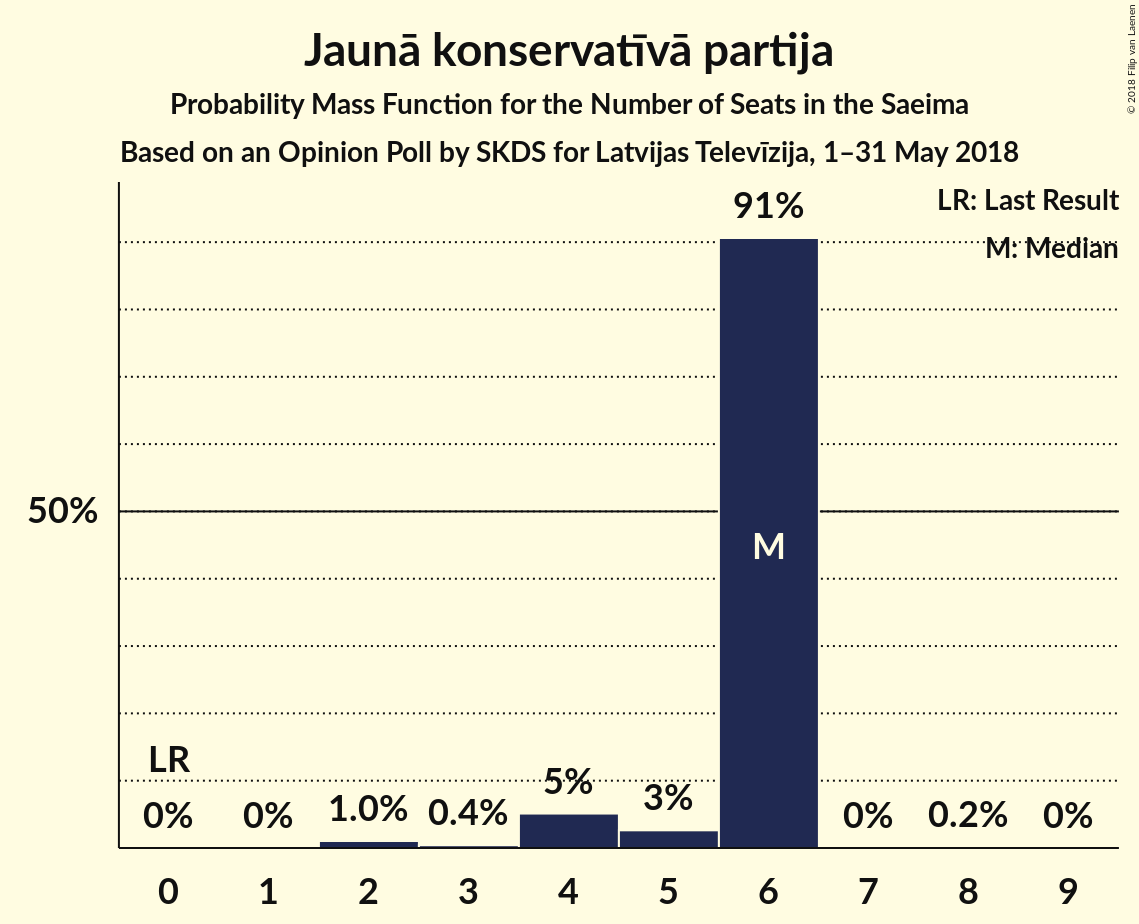 Jaunā konservatīvā partija
Probability Mass Function for the Number of Seats in the Saeima
Based on an Opinion Poll by SKDS for Latvijas Televīzija, 1–31 May 2018
© 2018 Filip van Laenen
LR: Last Result
M: Median
91%
50%
M
LR
0% 0% 1.0% 0.4% 5% 3% 0% 0.2% 0%
0 1 2 3 4 5 6 7 8 9